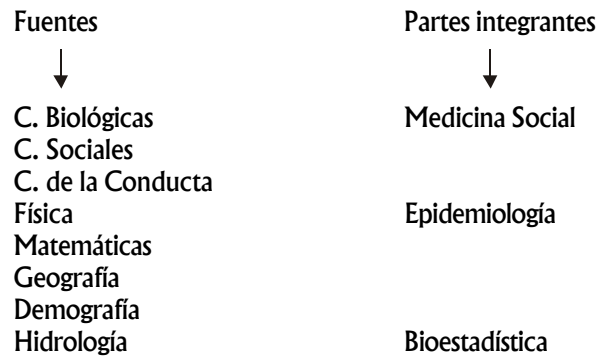 Fuentes Partes integrantes
C. Biológicas Medicina Social
C. Sociales
C. de la Conducta
Física Epidemiología
Matemáticas
Geografía
Demografía
Hidrología Bioestadística